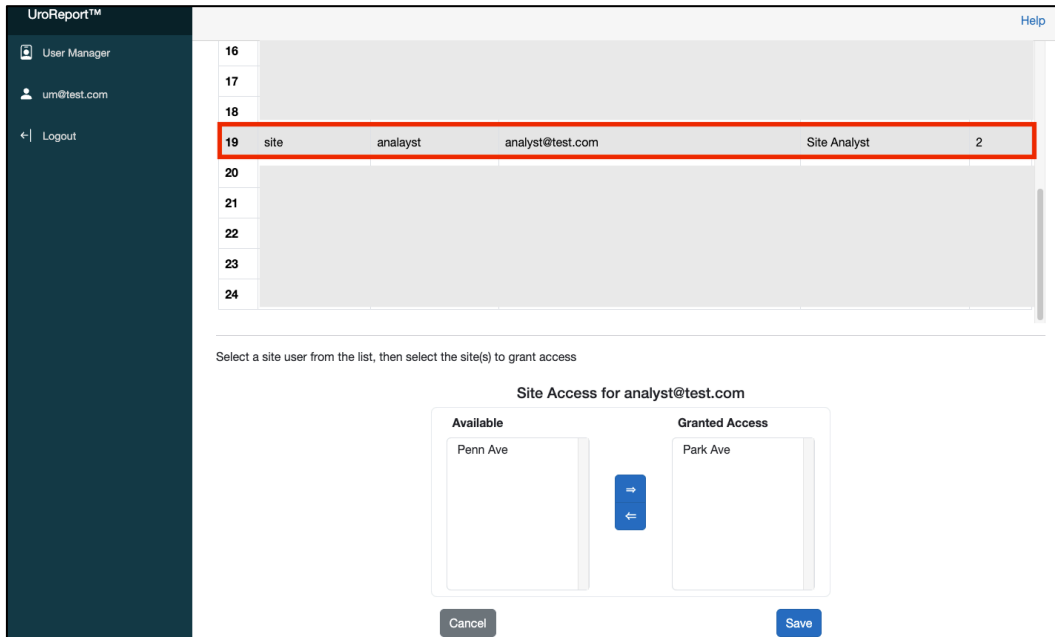 UroReport™
Help
User Manager
um@test.com
Logout
16
17
18
19 site analayst analyst@test.com Site Analyst 2
20
21
22
23
24
Select a site user from the list, then select the site(s) to grant access
Site Access for analyst@test.com
Available Granted Access
Penn Ave Park Ave
⇒
⇐
Cancel Save